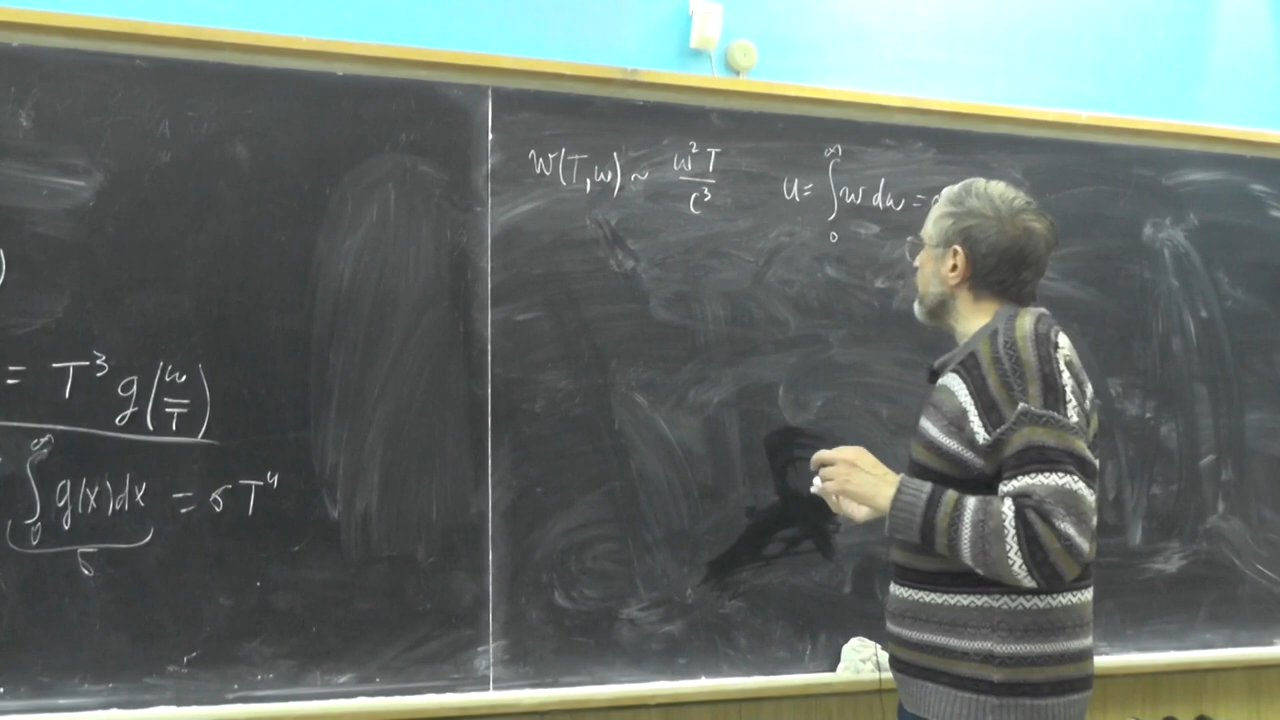 = T³ g(ω/T)
∫₀^∞ g(x)dx = σT⁴
σ
W(T,ω) ~ ω²T/c³ u = ∫₀^∞ w dω =